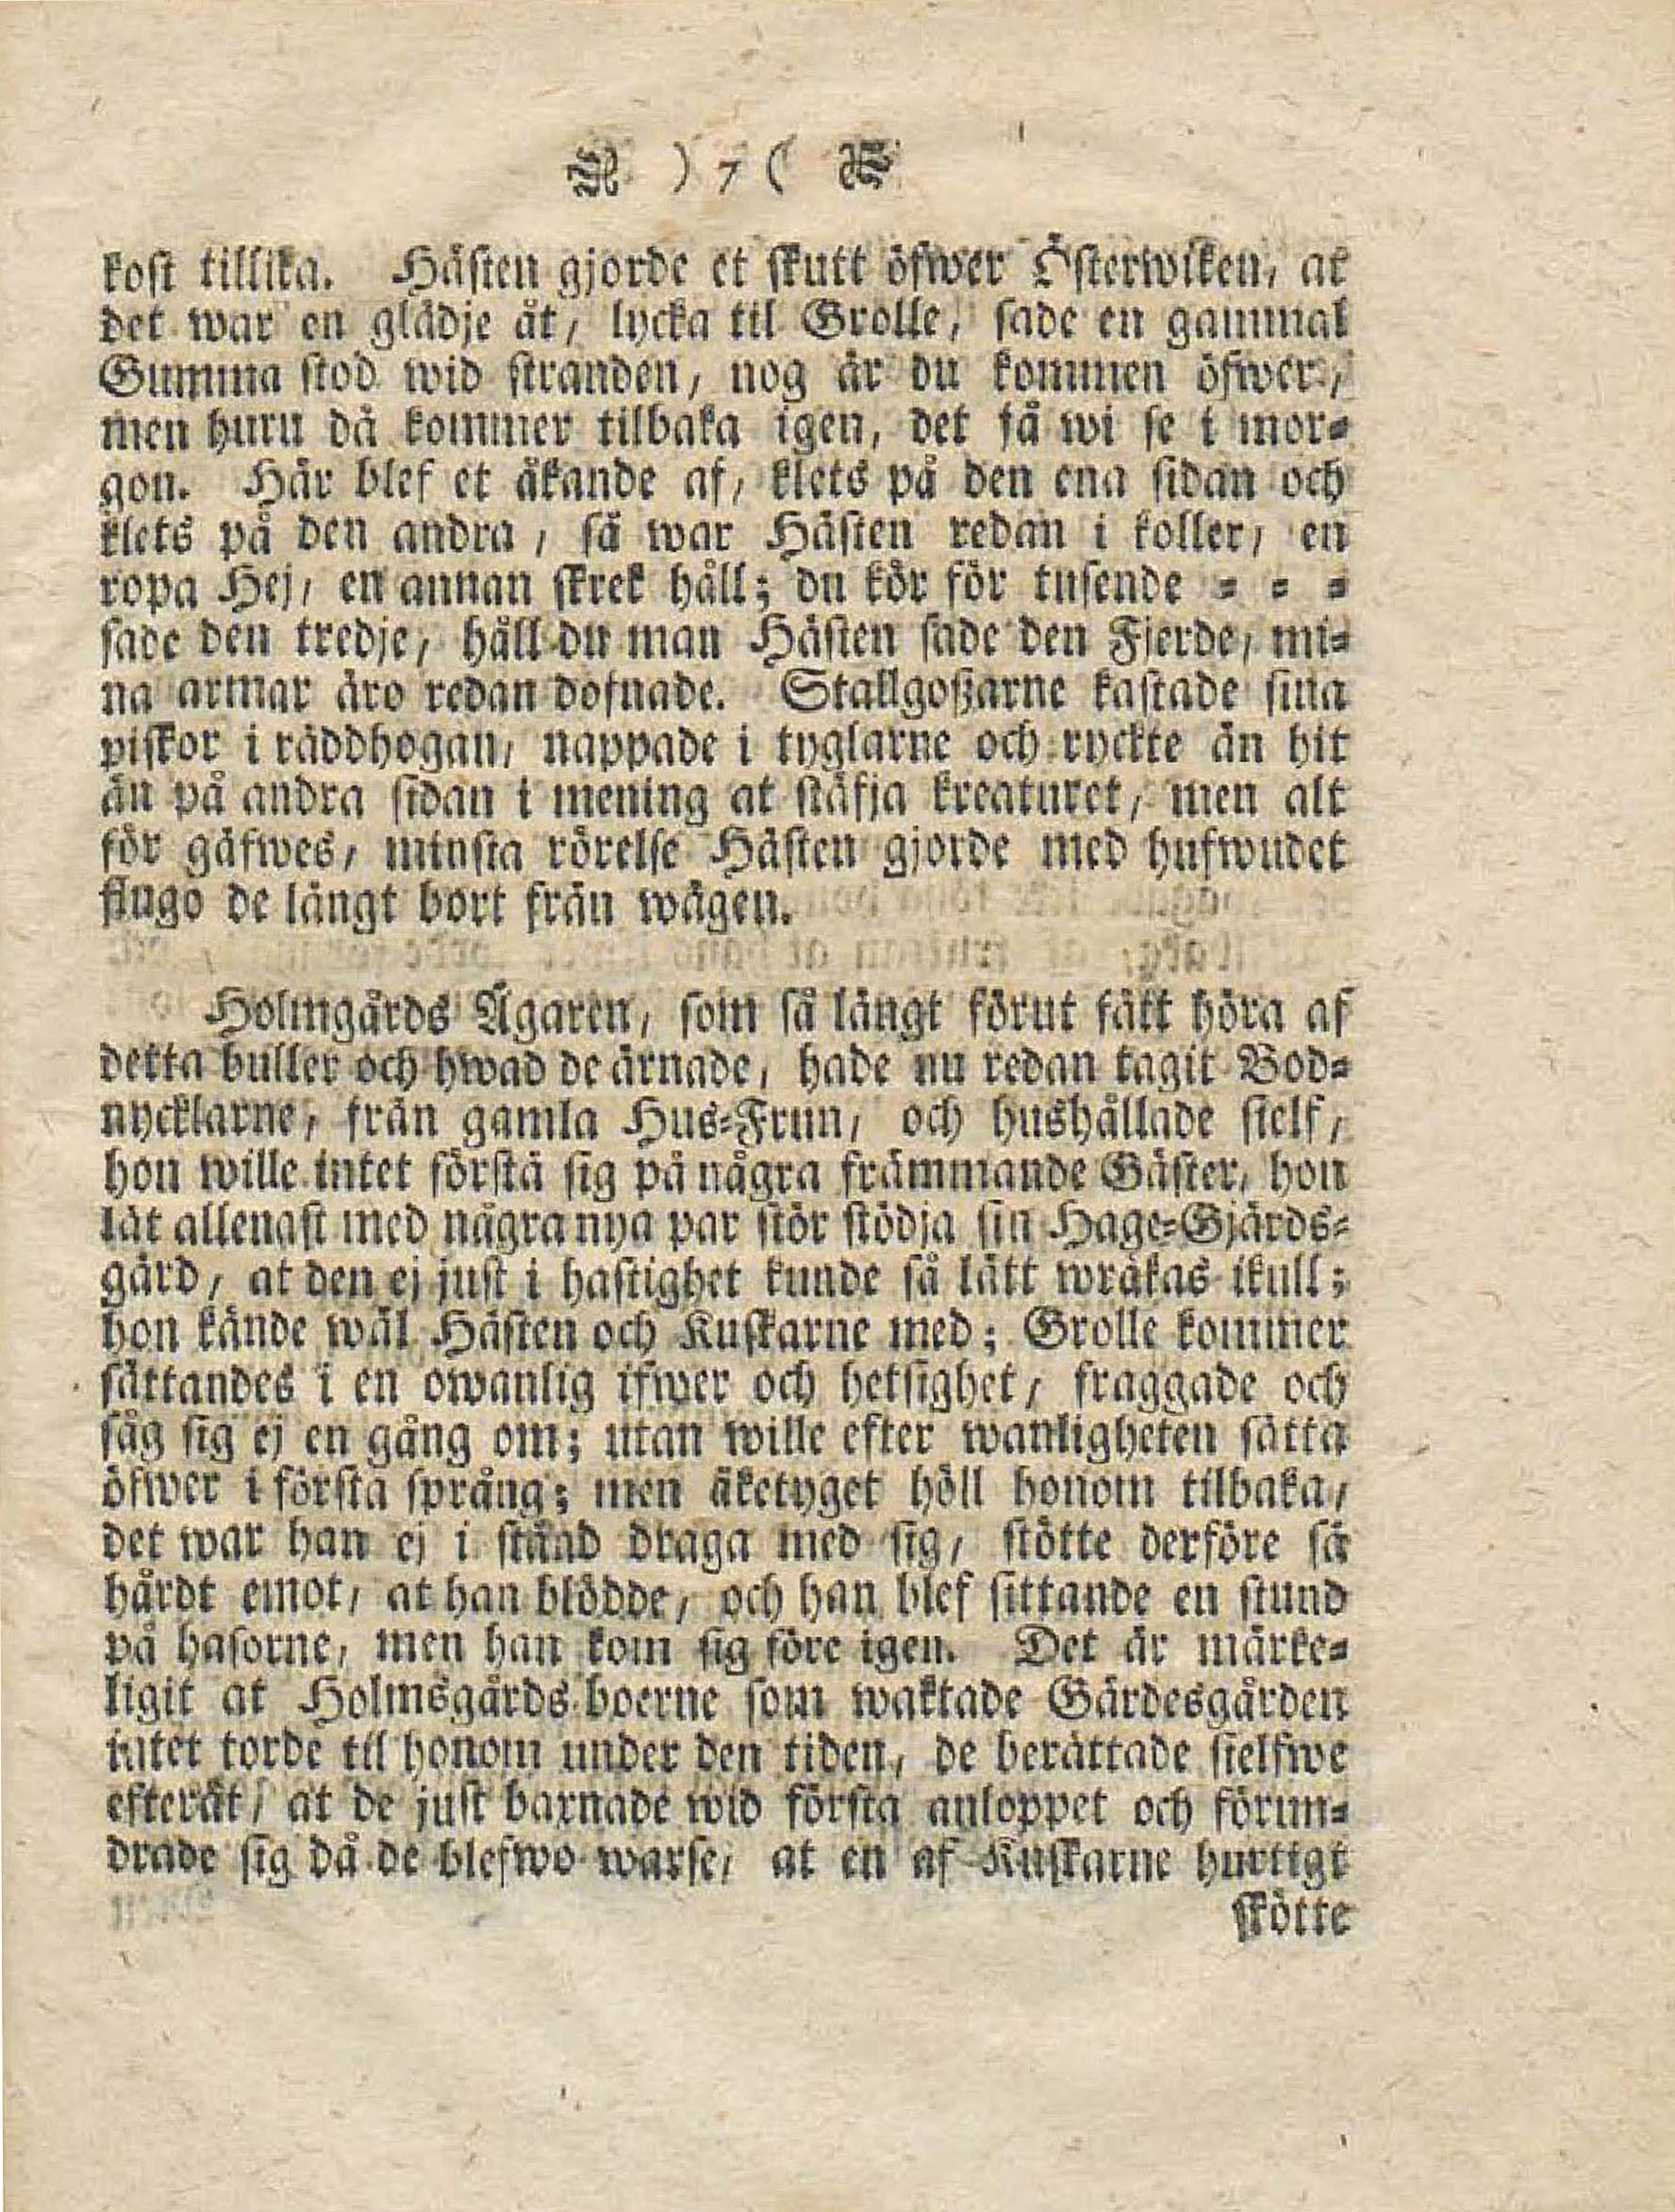 ) 7 (
kost tillika. Hästen gjorde et skutt öfwer Österwiken, at
det war en glädje åt, lycka til Grolle, sade en gammal
Gumma stod wid stranden, nog är du kommen öfwer,
men huru då kommer tilbaka igen, det få wi se i mor=
gon. Här blef et åkande af, klets på den ena sidan och
klets på den andra, så war Hästen redan i koller, en
ropa Hej, en annan skrek håll; du kör för tusende = = =
sade den tredje, håll du man Hästen sade den Fjerde, mi=
na armar äro redan dofnade. Stallgoßarne kastade sina
piskor i räddhogan, nappade i tyglarne och ryckte än hit
än på andra sidan i mening at stäfja kreaturet, men alt
för gäfwes, minsta rörelse Hästen gjorde med hufwudet
flugo de långt bort från wägen.
Holmgårds Ägaren, som så långt förut fått höra af
detta buller och hwad de ärnade, hade nu redan tagit Bod=
nycklarne, från gamla Hus=Frun, och hushållade sielf,
hon wille intet förstå sig på några främmande Gäster, hon
lät allenast med några nya par stör stödja sin Hage=Gjärds=
gård, at den ej just i hastighet kunde så lätt wräkas ikull;
hon kände wäl Hästen och Kuskarne med; Grolle kommer
sättandes i en owanlig ifwer och hetsighet, fraggade och
såg sig ej en gång om; utan wille efter wanligheten sätta
öfwer i första språng; men åketyget höll honom tilbaka,
det war han ej i stånd draga med sig, stötte derföre så
hårdt emot, at han blödde, och han blef sittande en stund
på hasorne, men han kom sig före igen. Det är märke=
ligit at Holmsgårds boerne som waktade Gärdesgården
intet torde til honom under den tiden, de berättade sielfwe
efteråt, at de just barnade wid första anloppet och förun=
drade sig då de blefwo warse, at en af Kuskarne hurtigt
skötte